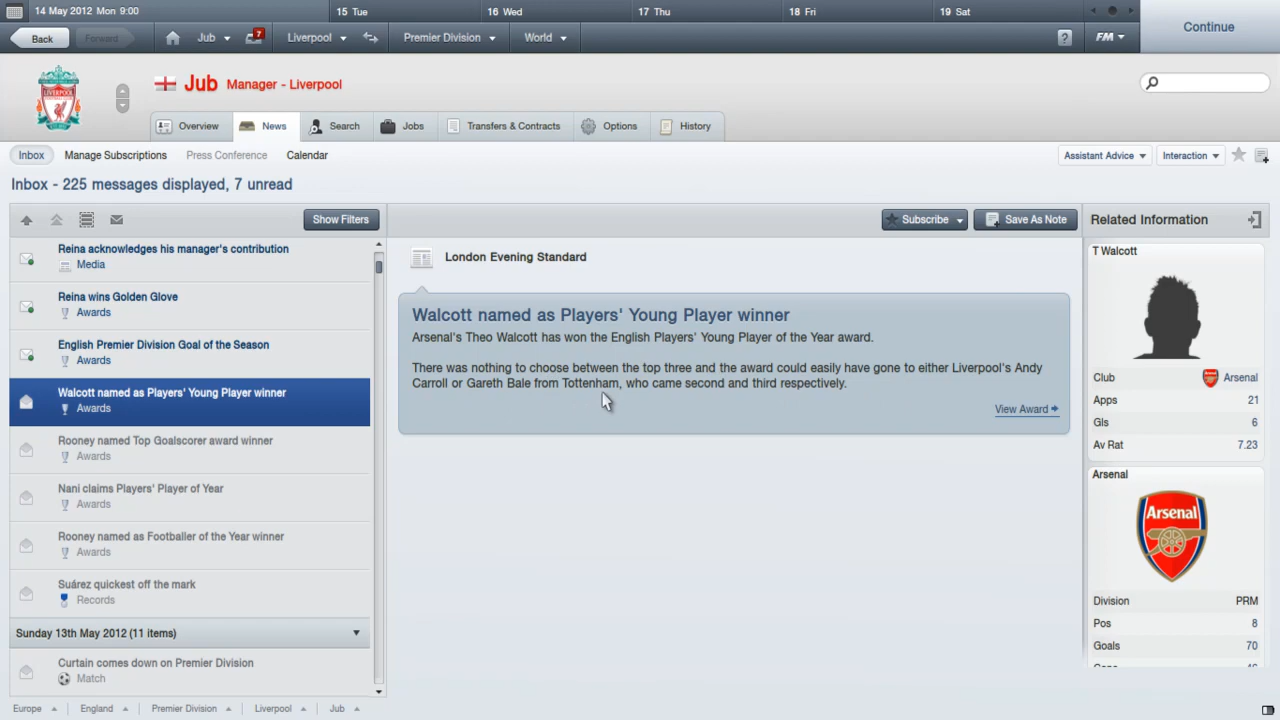 14 May 2012 Mon 9:00
15 Tue
16 Wed
17 Thu
18 Fri
19 Sat
Continue
Back
Forward
Jub
7
Liverpool
Premier Division
World
?
FM
LIVERPOOL
Jub Manager - Liverpool
Overview
News
Search
Jobs
Transfers & Contracts
Options
History
Inbox
Manage Subscriptions
Press Conference
Calendar
Assistant Advice
Interaction
Inbox - 225 messages displayed, 7 unread
Show Filters
Subscribe
Save As Note
Related Information
Reina acknowledges his manager's contribution
Media
Reina wins Golden Glove
Awards
English Premier Division Goal of the Season
Awards
Walcott named as Players' Young Player winner
Awards
Rooney named Top Goalscorer award winner
Awards
Nani claims Players' Player of Year
Awards
Rooney named as Footballer of the Year winner
Awards
Suárez quickest off the mark
Records
Sunday 13th May 2012 (11 items)
Curtain comes down on Premier Division
Match
London Evening Standard
Walcott named as Players' Young Player winner
Arsenal's Theo Walcott has won the English Players' Young Player of the Year award.
There was nothing to choose between the top three and the award could easily have gone to either Liverpool's Andy
Carroll or Gareth Bale from Tottenham, who came second and third respectively.
View Award
T Walcott
Club Arsenal
Apps 21
Gls 6
Av Rat 7.23
Arsenal
Arsenal
Division PRM
Pos 8
Goals 70
Europe
England
Premier Division
Liverpool
Jub